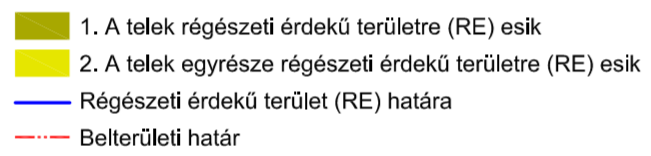 1. A telek régészeti érdekű területre (RE) esik
2. A telek egyrésze régészeti érdekű területre (RE) esik
Régészeti érdekű terület (RE) határa
Belterületi határ